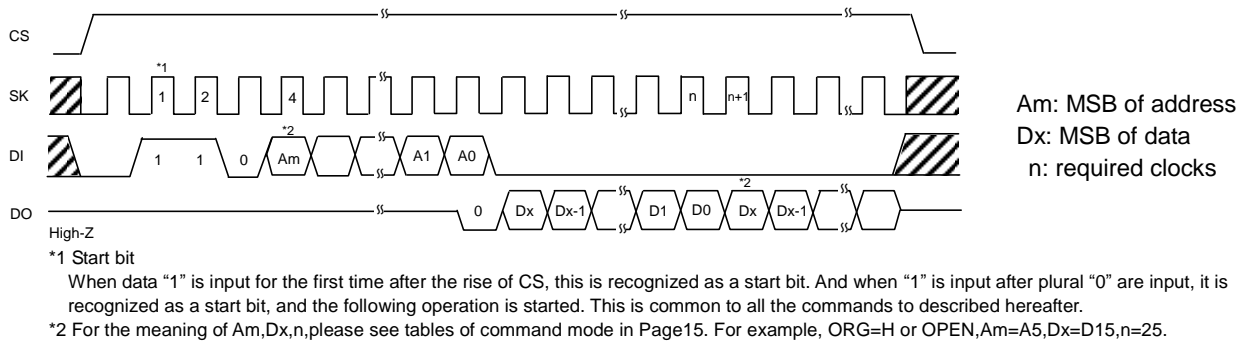 CS
*1
SK 1 2 4 n n+1
*2
DI 1 1 0 Am A1 A0
*2
DO 0 Dx Dx-1 D1 D0 Dx Dx-1
High-Z
Am: MSB of address
Dx: MSB of data
n: required clocks
*1 Start bit
When data “1” is input for the first time after the rise of CS, this is recognized as a start bit. And when “1” is input after plural “0” are input, it is
recognized as a start bit, and the following operation is started. This is common to all the commands to described hereafter.
*2 For the meaning of Am,Dx,n,please see tables of command mode in Page15. For example, ORG=H or OPEN,Am=A5,Dx=D15,n=25.